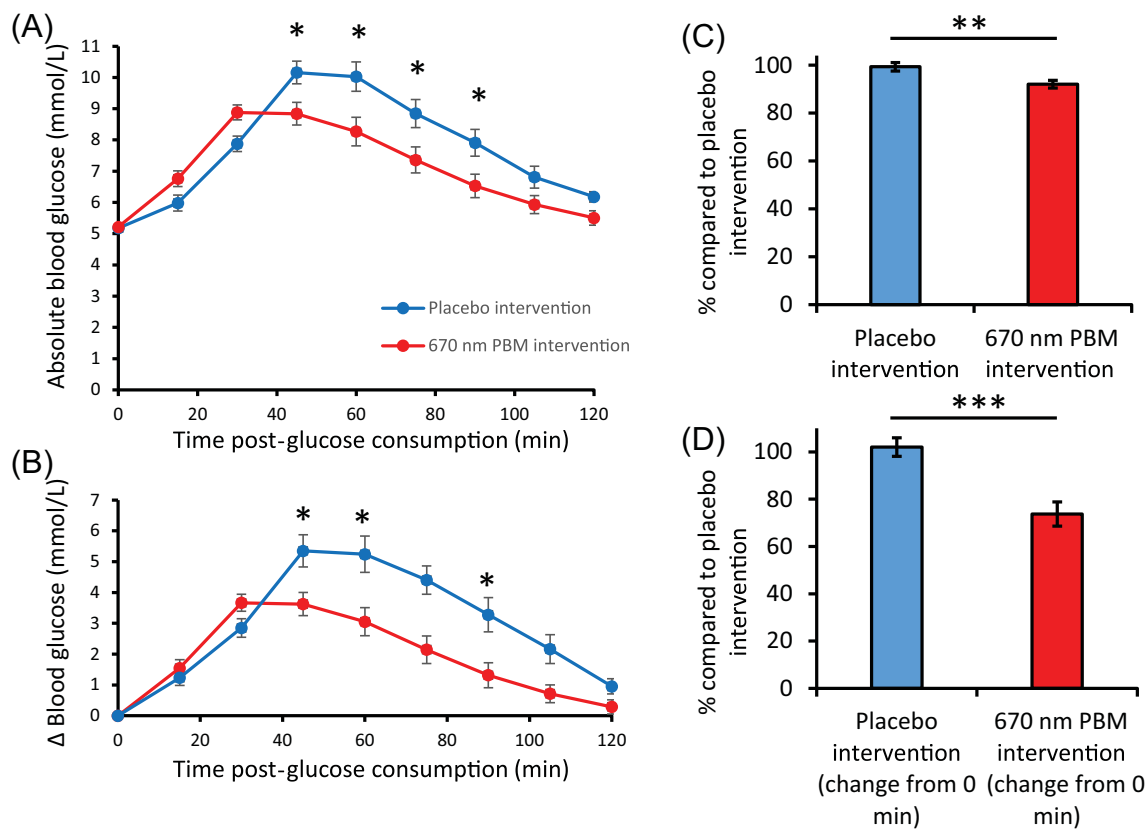 (A)
Absolute blood glucose (mmol/L)
11
10
9
8
7
6
5
4
3
2
1
0
* * * *
Placebo intervention
670 nm PBM intervention
0 20 40 60 80 100 120
Time post-glucose consumption (min)
(B)
Δ Blood glucose (mmol/L)
7
6
5
4
3
2
1
0
* * *
0 20 40 60 80 100 120
Time post-glucose consumption (min)
(C)
**
% compared to placebo
intervention
100
80
60
40
20
0
Placebo
intervention
670 nm PBM
intervention
(D)
***
% compared to placebo
intervention
100
80
60
40
20
0
Placebo
intervention
(change from 0
min)
670 nm PBM
intervention
(change from 0
min)